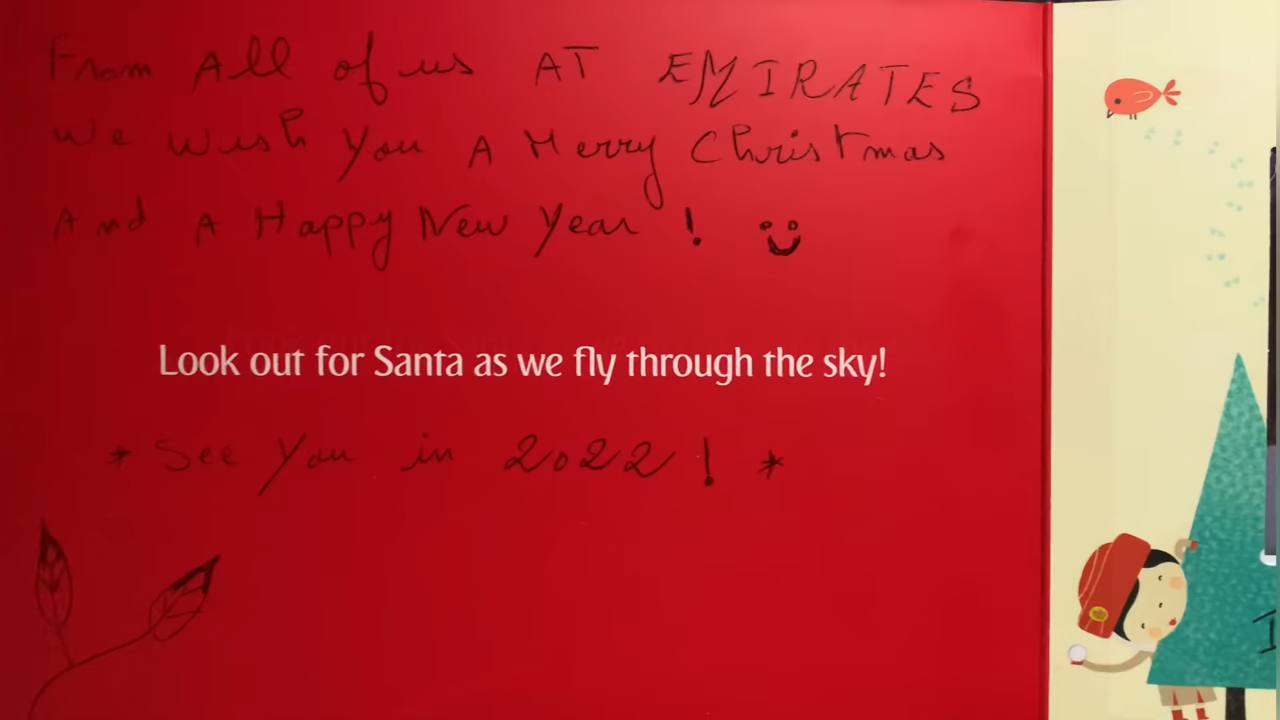 From All of us AT EMIRATES
We Wish You A Merry Christmas
And A Happy New Year !
Look out for Santa as we fly through the sky!
* See You in 2022 ! *